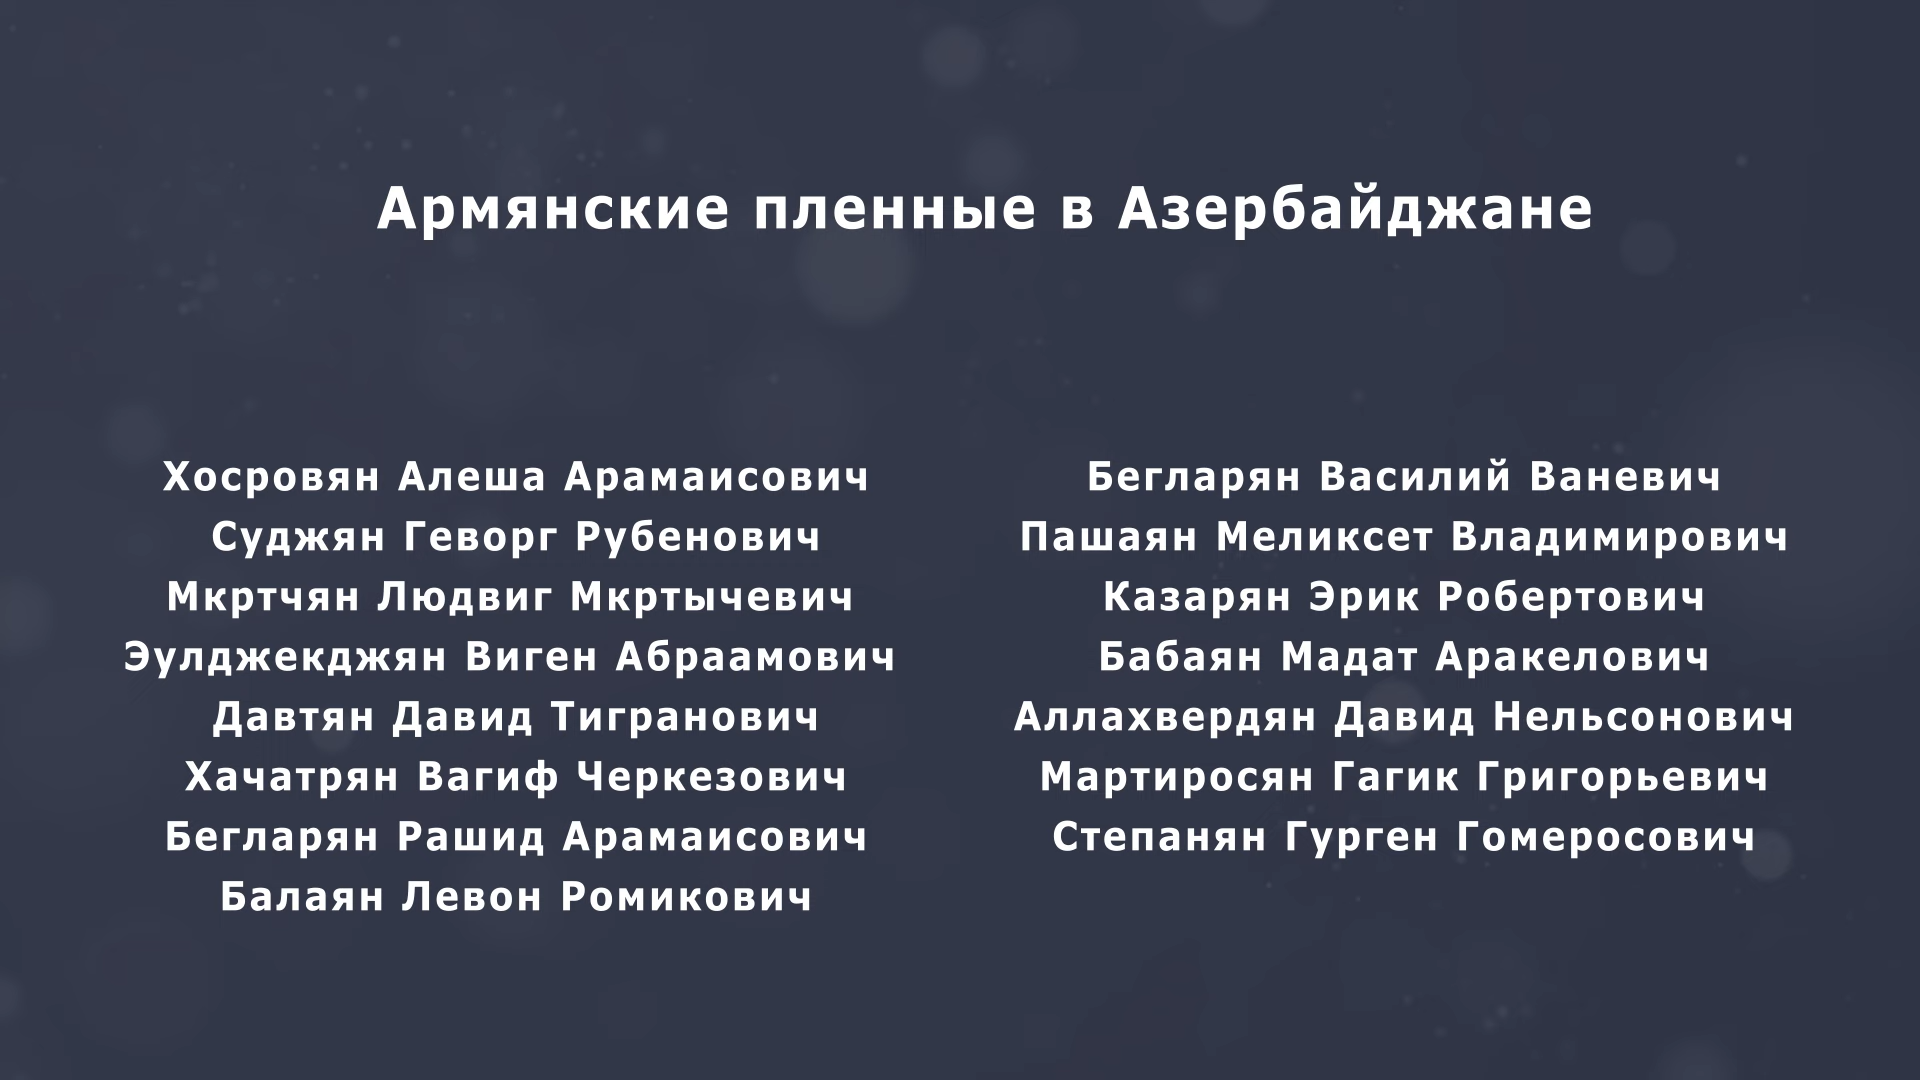 Армянские пленные в Азербайджане
Хосровян Алеша Арамаисович
Суджян Геворг Рубенович
Мкртчян Людвиг Мкртычевич
Эулджекджян Виген Абраамович
Давтян Давид Тигранович
Хачатрян Вагиф Черкезович
Бегларян Рашид Арамаисович
Балаян Левон Ромикович
Бегларян Василий Ваневич
Пашаян Меликсет Владимирович
Казарян Эрик Робертович
Бабаян Мадат Аракелович
Аллахвердян Давид Нельсонович
Мартиросян Гагик Григорьевич
Степанян Гурген Гомеросович